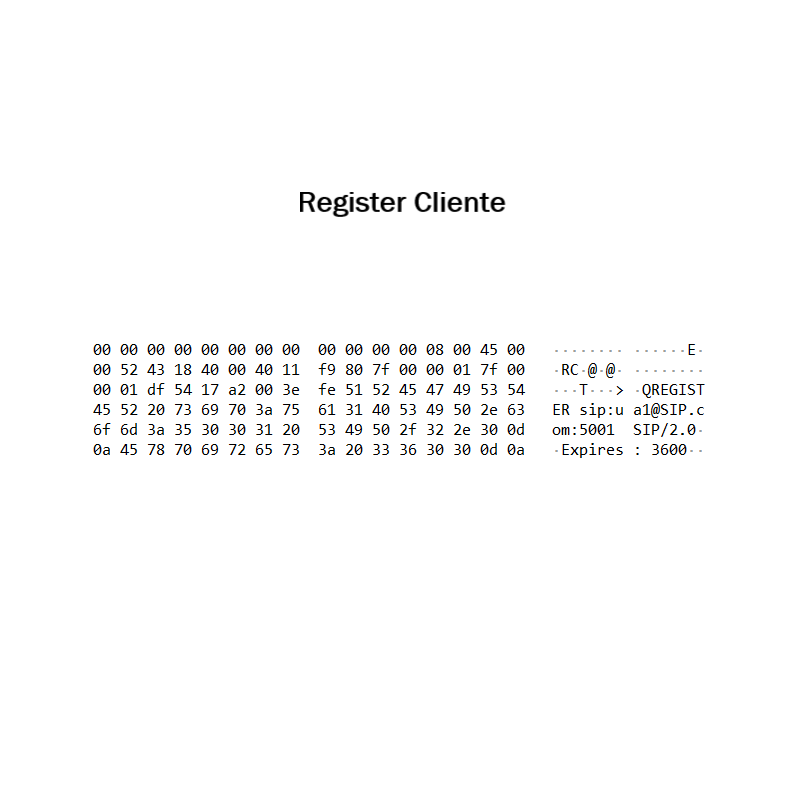 Register Cliente
00 00 00 00 00 00 00 00 00 00 00 00 08 00 45 00 ········ ······E·
00 52 43 18 40 00 40 11 f9 80 7f 00 00 01 7f 00 ·RC·@·@· ········
00 01 df 54 17 a2 00 3e fe 51 52 45 47 49 53 54 ···T···> ·QREGIST
45 52 20 73 69 70 3a 75 61 31 40 53 49 50 2e 63 ER sip:u a1@SIP.c
6f 6d 3a 35 30 30 31 20 53 49 50 2f 32 2e 30 0d om:5001 SIP/2.0·
0a 45 78 70 69 72 65 73 3a 20 33 36 30 30 0d 0a ·Expires : 3600··